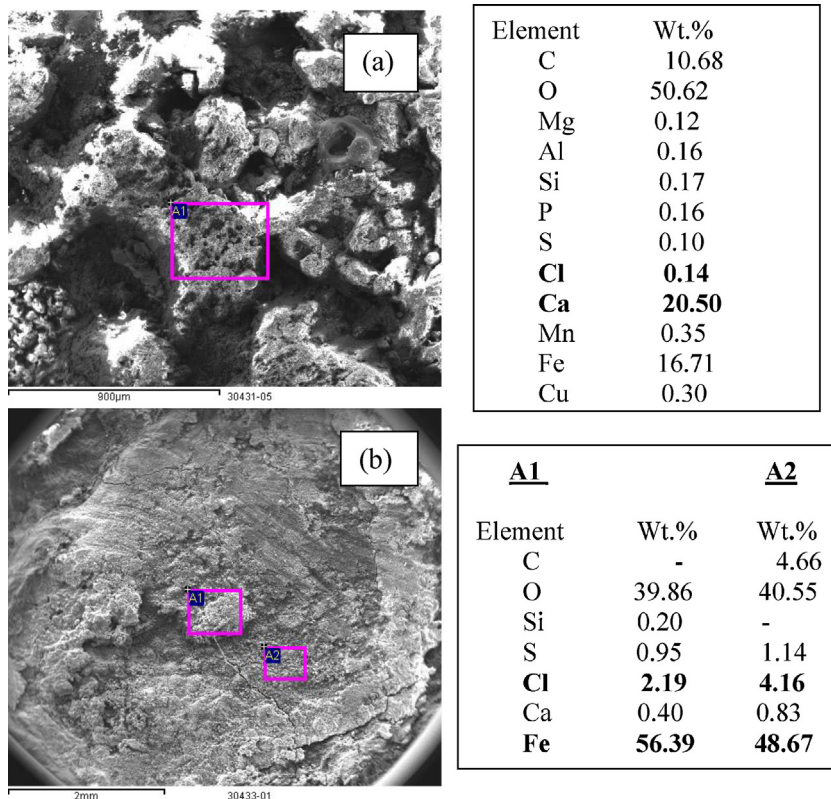 (a)
A1
900µm 30431-05
Element Wt.%
C 10.68
O 50.62
Mg 0.12
Al 0.16
Si 0.17
P 0.16
S 0.10
Cl 0.14
Ca 20.50
Mn 0.35
Fe 16.71
Cu 0.30
(b)
A1
A2
2mm 30433-01
A1 A2
Element Wt.% Wt.%
C - 4.66
O 39.86 40.55
Si 0.20 -
S 0.95 1.14
Cl 2.19 4.16
Ca 0.40 0.83
Fe 56.39 48.67